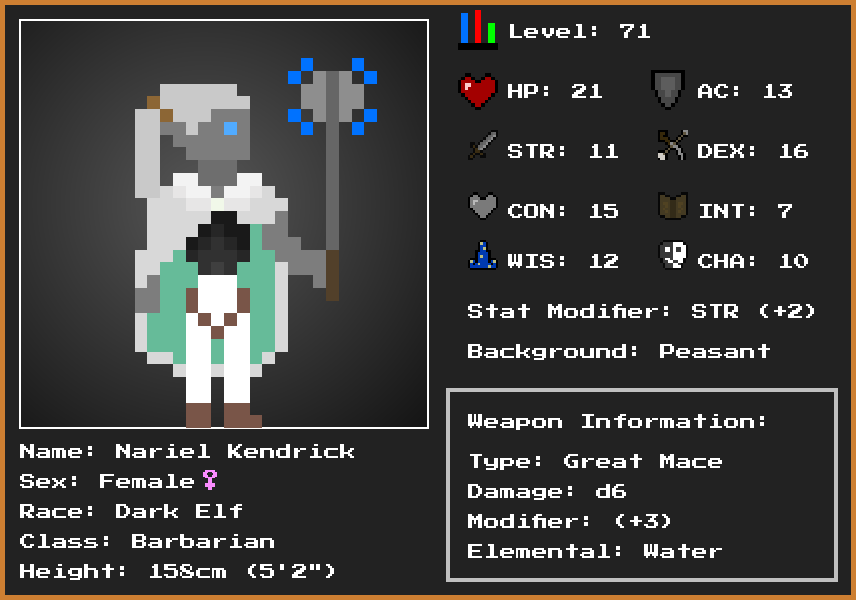 Level: 71
HP: 21
AC: 13
STR: 11
DEX: 16
CON: 15
INT: 7
WIS: 12
CHA: 10
Stat Modifier: STR (+2)
Background: Peasant
Weapon Information:
Type: Great Mace
Damage: d6
Modifier: (+3)
Elemental: Water
Name: Nariel Kendrick
Sex: Female♀
Race: Dark Elf
Class: Barbarian
Height: 158cm (5'2")